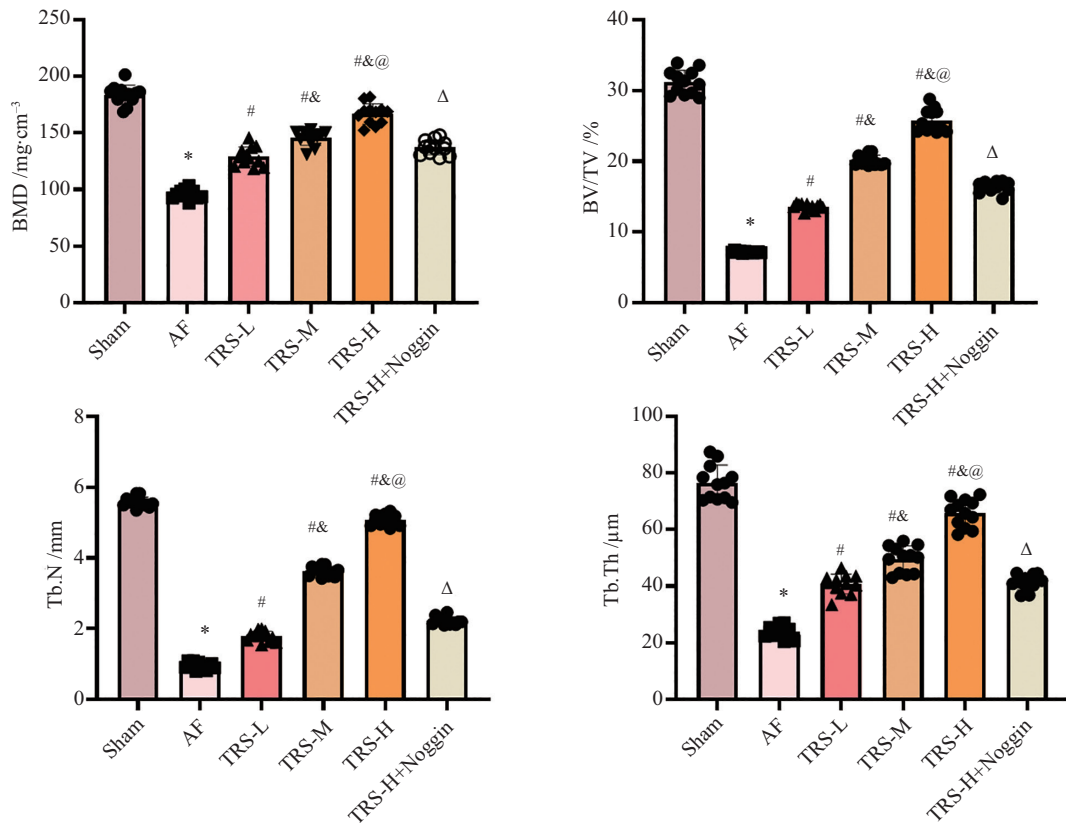 250
200
150
100
50
0
BMD /mg·cm⁻³
*
#
#&
#&@
Δ
Sham
AF
TRS-L
TRS-M
TRS-H
TRS-H+Noggin
40
30
20
10
0
BV/TV /%
*
#
#&
#&@
Δ
Sham
AF
TRS-L
TRS-M
TRS-H
TRS-H+Noggin
8
6
4
2
0
Tb.N /mm
*
#
#&
#&@
Δ
Sham
AF
TRS-L
TRS-M
TRS-H
TRS-H+Noggin
100
80
60
40
20
0
Tb.Th /μm
*
#
#&
#&@
Δ
Sham
AF
TRS-L
TRS-M
TRS-H
TRS-H+Noggin